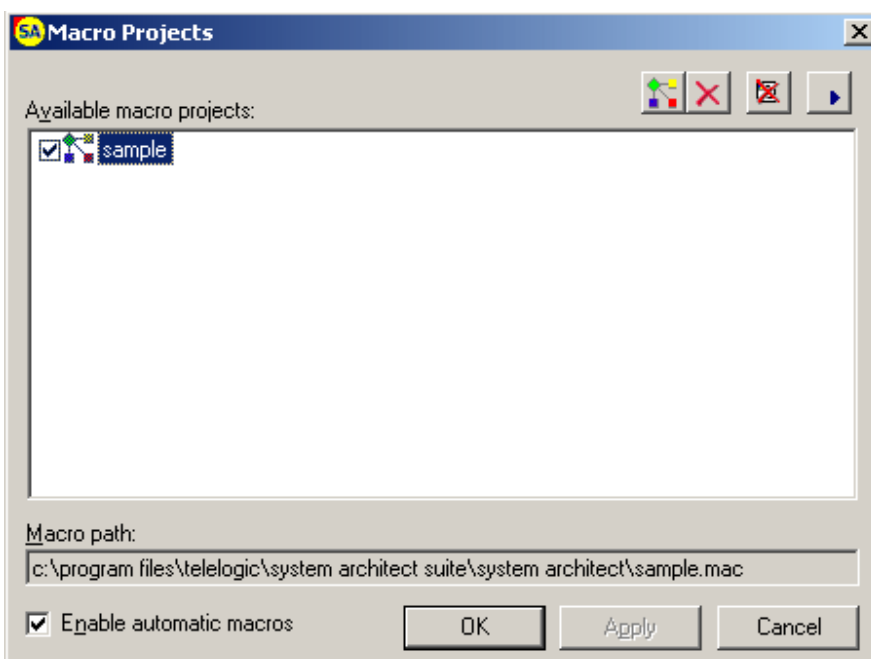 SA Macro Projects
Available macro projects:
sample
Macro path:
c:\program files\telelogic\system architect suite\system architect\sample.mac
Enable automatic macros
OK
Apply
Cancel